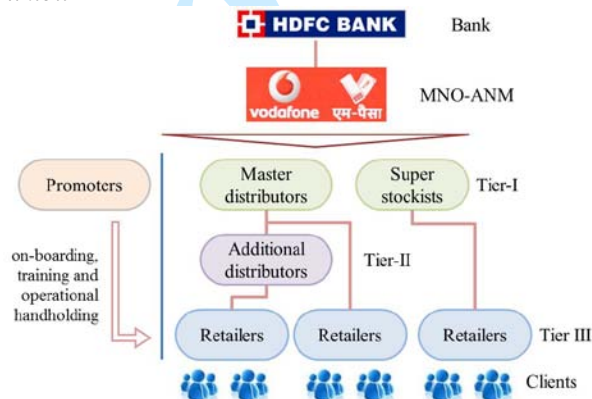 HDFC BANK
Bank
vodafone
एम-पैसा
MNO-ANM
Promoters
Master
distributors
Super
stockists
Tier-I
on-boarding,
training and
operational
handholding
Additional
distributors
Tier-II
Retailers
Retailers
Retailers
Tier III
Clients